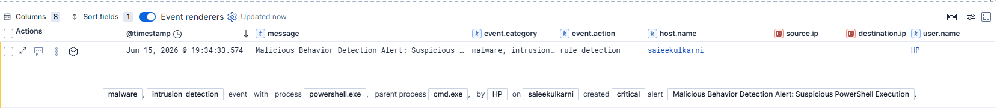 Columns 8 Sort fields 1 Event renderers Updated now
Actions @timestamp t message k event.category k event.action k host.name IP source.ip IP destination.ip k user.name
Jun 15, 2026 @ 19:34:33.574 Malicious Behavior Detection Alert: Suspicious … malware, intrusion… rule_detection saieekulkarni — — HP
malware , intrusion_detection event with process powershell.exe , parent process cmd.exe , by HP on saieekulkarni created critical alert Malicious Behavior Detection Alert: Suspicious PowerShell Execution .